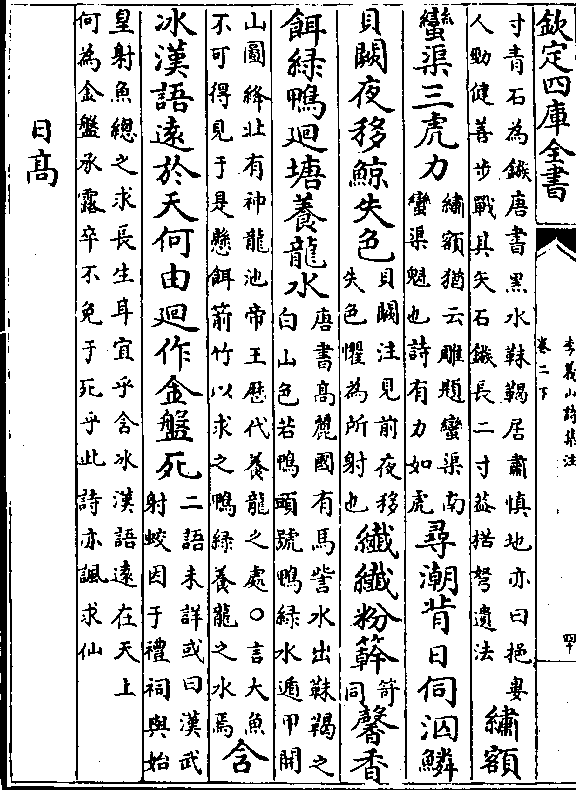 欽定四庫全書
李義山詩集注
卷二下
寸青石為鏃唐書黑水靺鞨居肅慎地亦曰挹婁
人勁健善步戰其矢石鏃長二寸葢楛弩遺法
繡額
蠻渠三虎力
繡額猶云雕題蠻渠南
蠻渠魁也詩有力如虎
尋潮背日伺泅鱗
貝闕夜移鯨失色
貝闕注見前夜移
失色懼為所射也
纖纖粉簳
笴
同
馨香
餌綠鴨廻塘養龍水
唐書高麗國有馬訾水出靺鞨之
白山色若鴨頭號鴨綠水遁甲開
山圖絳北有神龍池帝王歴代養龍之處○言大魚
不可得見于是懸餌箭竹以求之鴨綠養龍之水焉
含
冰漢語遠於天何由廻作金盤死
二語未詳或曰漢武
射蛟因于禮祠與始
皇射魚總之求長生耳宜乎含冰漢語遠在天上
何為金盤承露卒不免于死乎此詩亦諷求仙
日高